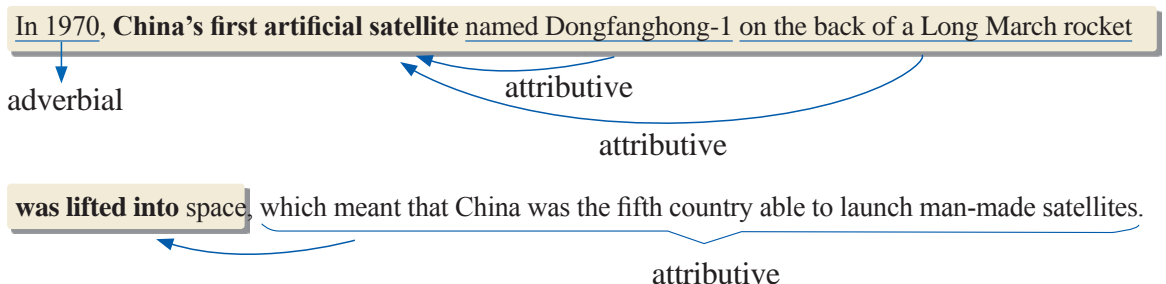 In 1970, China's first artificial satellite named Dongfanghong-1 on the back of a Long March rocket
attributive
adverbial
attributive
was lifted into space, which meant that China was the fifth country able to launch man-made satellites.
attributive